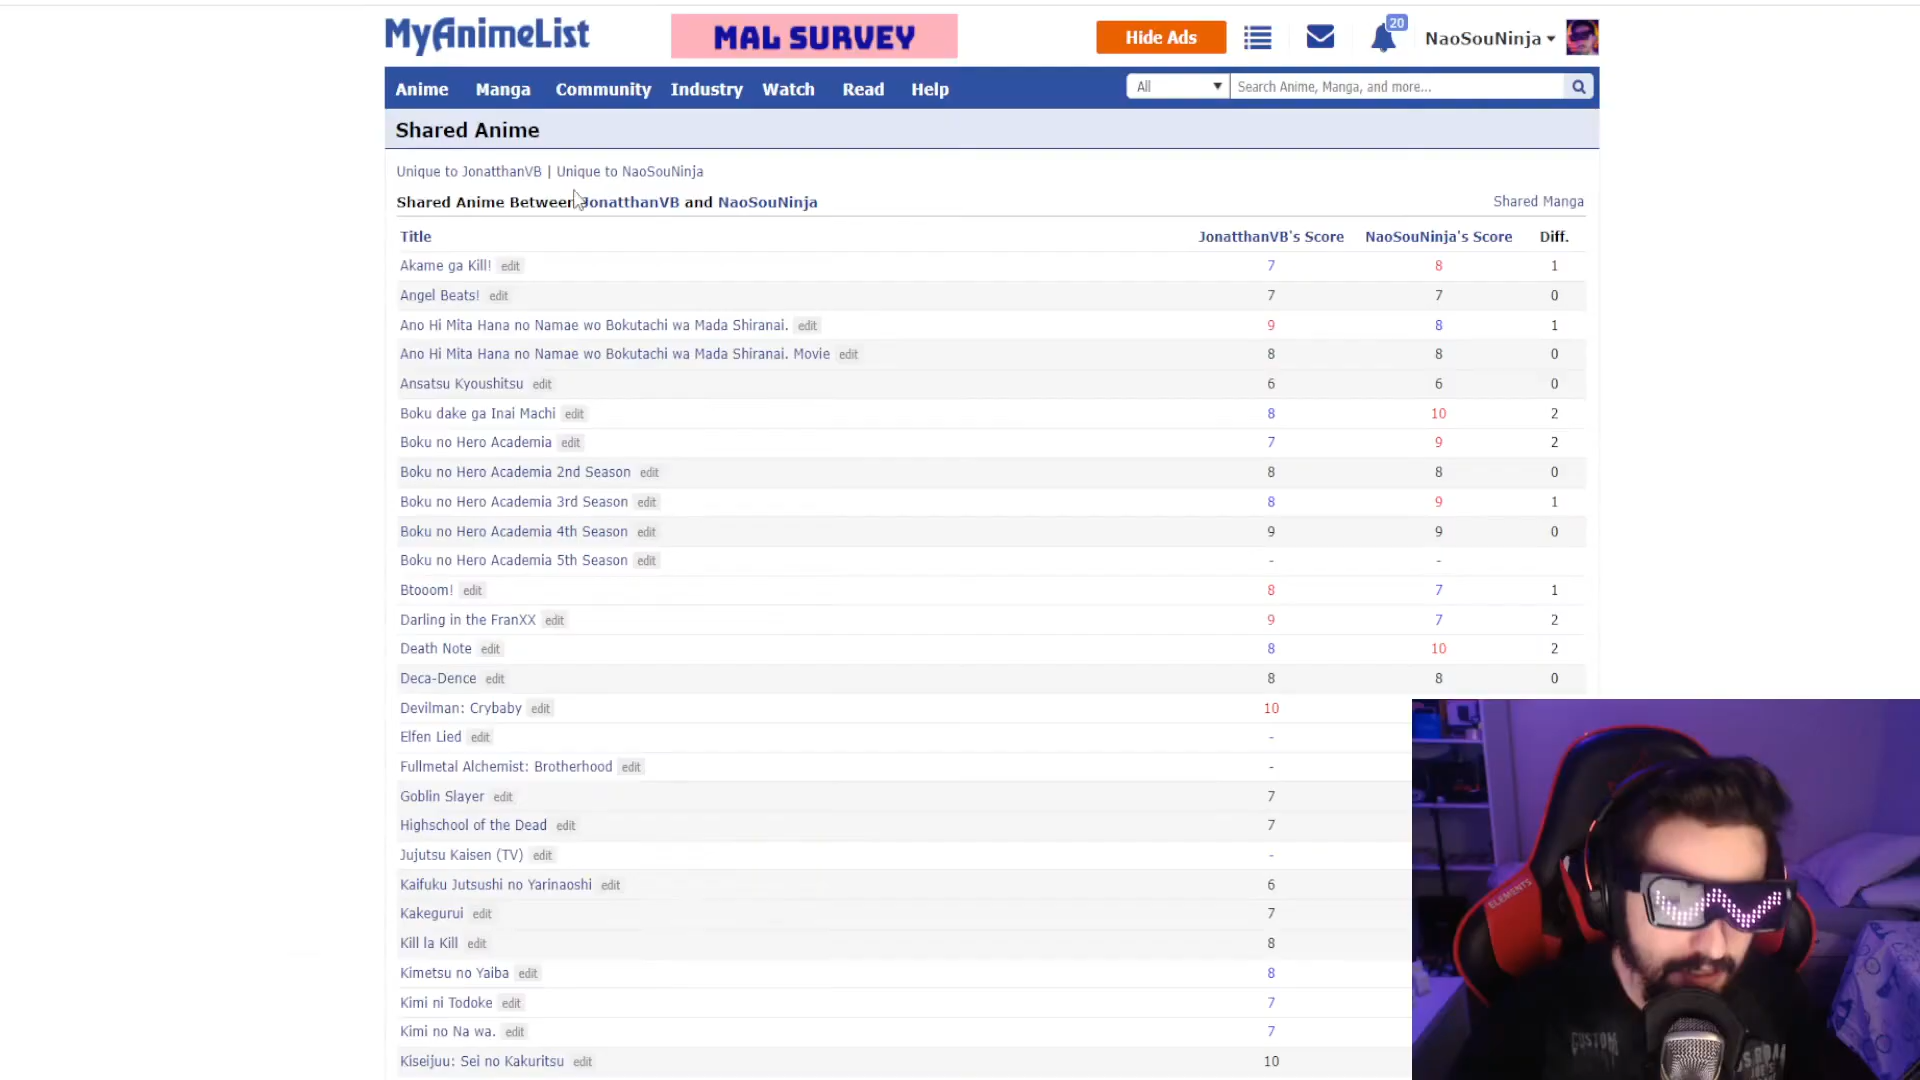 MyAnimeList
MAL SURVEY
Hide Ads
20
NaoSouNinja
Anime Manga Community Industry Watch Read Help
All
Search Anime, Manga, and more...
Shared Anime
Unique to JonatthanVB | Unique to NaoSouNinja
Shared Anime Between JonatthanVB and NaoSouNinja
Shared Manga
Title JonatthanVB's Score NaoSouNinja's Score Diff.
Akame ga Kill! edit 7 8 1
Angel Beats! edit 7 7 0
Ano Hi Mita Hana no Namae wo Bokutachi wa Mada Shiranai. edit 9 8 1
Ano Hi Mita Hana no Namae wo Bokutachi wa Mada Shiranai. Movie edit 8 8 0
Ansatsu Kyoushitsu edit 6 6 0
Boku dake ga Inai Machi edit 8 10 2
Boku no Hero Academia edit 7 9 2
Boku no Hero Academia 2nd Season edit 8 8 0
Boku no Hero Academia 3rd Season edit 8 9 1
Boku no Hero Academia 4th Season edit 9 9 0
Boku no Hero Academia 5th Season edit - -
Btooom! edit 8 7 1
Darling in the FranXX edit 9 7 2
Death Note edit 8 10 2
Deca-Dence edit 8 8 0
Devilman: Crybaby edit 10
Elfen Lied edit -
Fullmetal Alchemist: Brotherhood edit -
Goblin Slayer edit 7
Highschool of the Dead edit 7
Jujutsu Kaisen (TV) edit -
Kaifuku Jutsushi no Yarinaoshi edit 6
Kakegurui edit 7
Kill la Kill edit 8
Kimetsu no Yaiba edit 8
Kimi ni Todoke edit 7
Kimi no Na wa. edit 7
Kiseijuu: Sei no Kakuritsu edit 10
ELEMENTS
CUSTOM